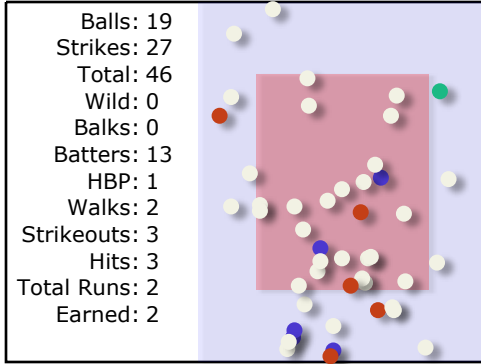 Balls: 19
Strikes: 27
Total: 46
Wild: 0
Balks: 0
Batters: 13
HBP: 1
Walks: 2
Strikeouts: 3
Hits: 3
Total Runs: 2
Earned: 2